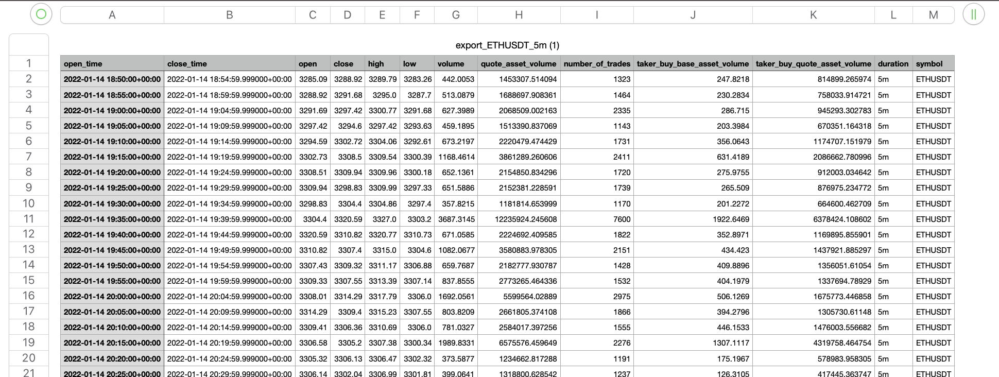 A B C D E F G H I J K L M
export_ETHUSDT_5m (1)
1 open_time close_time open close high low volume quote_asset_volume number_of_trades taker_buy_base_asset_volume taker_buy_quote_asset_volume duration symbol
2 2022-01-14 18:50:00+00:00 2022-01-14 18:54:59.999000+00:00 3285.09 3288.92 3289.79 3283.26 442.0053 1453307.514094 1323 247.8218 814899.265974 5m ETHUSDT
3 2022-01-14 18:55:00+00:00 2022-01-14 18:59:59.999000+00:00 3288.92 3291.68 3295.0 3287.7 513.0879 1688697.908361 1464 230.2834 758033.914721 5m ETHUSDT
4 2022-01-14 19:00:00+00:00 2022-01-14 19:04:59.999000+00:00 3291.69 3297.42 3300.77 3291.68 627.3989 2068509.002163 2335 286.715 945293.302783 5m ETHUSDT
5 2022-01-14 19:05:00+00:00 2022-01-14 19:09:59.999000+00:00 3297.42 3294.6 3297.42 3293.63 459.1895 1513390.837069 1143 203.3984 670351.164318 5m ETHUSDT
6 2022-01-14 19:10:00+00:00 2022-01-14 19:14:59.999000+00:00 3294.59 3302.72 3304.06 3292.61 673.2197 2220479.474429 1731 356.0643 1174707.151979 5m ETHUSDT
7 2022-01-14 19:15:00+00:00 2022-01-14 19:19:59.999000+00:00 3302.73 3308.5 3309.54 3300.39 1168.4614 3861289.260606 2411 631.4189 2086662.780996 5m ETHUSDT
8 2022-01-14 19:20:00+00:00 2022-01-14 19:24:59.999000+00:00 3308.51 3309.94 3309.96 3300.18 652.1361 2154850.834296 1720 275.9755 912003.034642 5m ETHUSDT
9 2022-01-14 19:25:00+00:00 2022-01-14 19:29:59.999000+00:00 3309.94 3298.83 3309.99 3297.33 651.5886 2152381.228591 1739 265.509 876975.234772 5m ETHUSDT
10 2022-01-14 19:30:00+00:00 2022-01-14 19:34:59.999000+00:00 3298.83 3304.4 3304.86 3297.4 357.8215 1181814.653999 1170 201.2272 664600.462709 5m ETHUSDT
11 2022-01-14 19:35:00+00:00 2022-01-14 19:39:59.999000+00:00 3304.4 3320.59 3327.0 3303.2 3687.3145 12235924.245608 7600 1922.6469 6378424.108602 5m ETHUSDT
12 2022-01-14 19:40:00+00:00 2022-01-14 19:44:59.999000+00:00 3320.59 3310.82 3320.77 3310.73 671.0585 2224692.409585 1822 352.8971 1169895.855901 5m ETHUSDT
13 2022-01-14 19:45:00+00:00 2022-01-14 19:49:59.999000+00:00 3310.82 3307.4 3315.0 3304.6 1082.0677 3580883.978305 2151 434.423 1437921.885297 5m ETHUSDT
14 2022-01-14 19:50:00+00:00 2022-01-14 19:54:59.999000+00:00 3307.43 3309.32 3311.17 3306.88 659.7687 2182777.930787 1428 409.8896 1356051.61054 5m ETHUSDT
15 2022-01-14 19:55:00+00:00 2022-01-14 19:59:59.999000+00:00 3309.33 3307.55 3313.39 3307.14 837.8555 2773265.464336 1532 404.1979 1337694.78929 5m ETHUSDT
16 2022-01-14 20:00:00+00:00 2022-01-14 20:04:59.999000+00:00 3308.01 3314.29 3317.79 3306.0 1692.0561 5599564.02889 2975 506.1269 1675773.446858 5m ETHUSDT
17 2022-01-14 20:05:00+00:00 2022-01-14 20:09:59.999000+00:00 3314.29 3309.4 3315.23 3307.55 803.8209 2661805.374108 1866 394.2796 1305730.61148 5m ETHUSDT
18 2022-01-14 20:10:00+00:00 2022-01-14 20:14:59.999000+00:00 3309.41 3306.36 3310.69 3306.0 781.0327 2584017.397256 1555 446.1533 1476003.556682 5m ETHUSDT
19 2022-01-14 20:15:00+00:00 2022-01-14 20:19:59.999000+00:00 3306.58 3305.2 3307.38 3300.34 1989.8331 6575576.459649 2276 1307.1117 4319758.464754 5m ETHUSDT
20 2022-01-14 20:20:00+00:00 2022-01-14 20:24:59.999000+00:00 3305.32 3306.13 3306.47 3302.32 373.5877 1234662.817288 1191 175.1967 578983.958305 5m ETHUSDT
21 2022-01-14 20:25:00+00:00 2022-01-14 20:29:59.999000+00:00 3306.14 3302.04 3306.99 3301.81 399.0641 1318800.628542 1237 126.3105 417445.363747 5m ETHUSDT